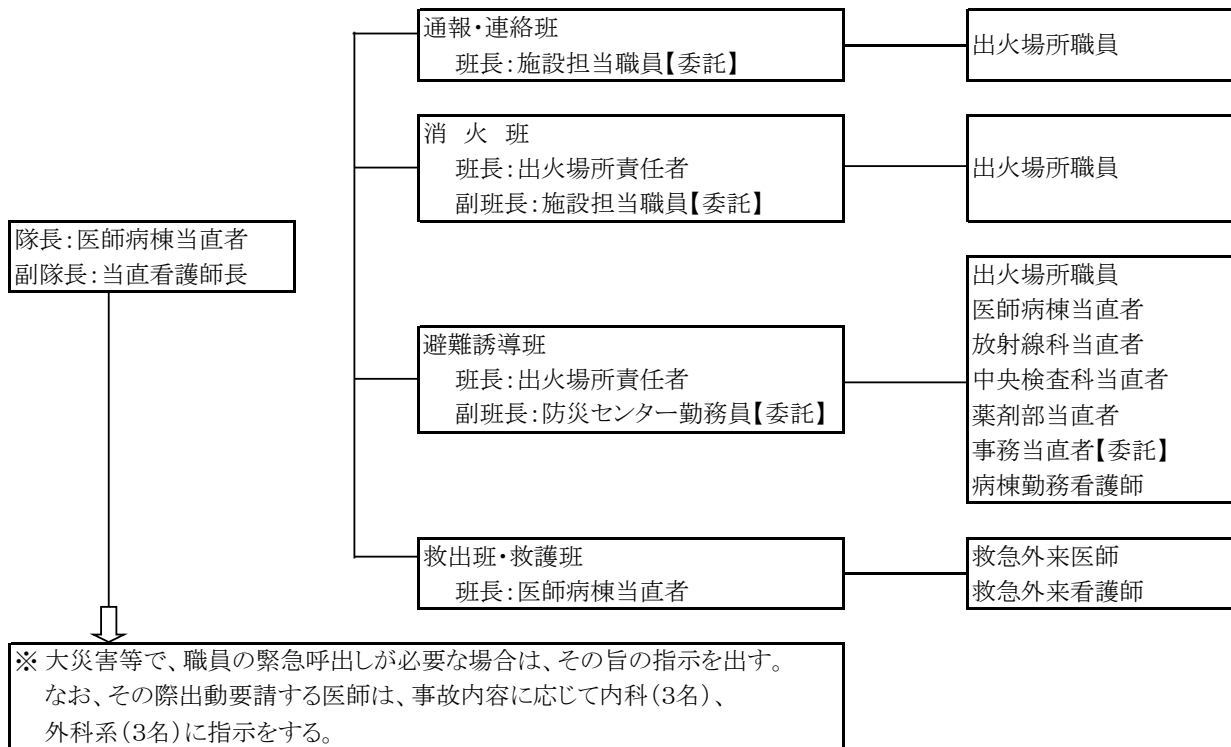 通報・連絡班
班長：施設担当職員【委託】
出火場所職員
消 火 班
班長：出火場所責任者
副班長：施設担当職員【委託】
出火場所職員
隊長：医師病棟当直者
副隊長：当直看護師長
避難誘導班
班長：出火場所責任者
副班長：防災センター勤務員【委託】
出火場所職員
医師病棟当直者
放射線科当直者
中央検査科当直者
薬剤部当直者
事務当直者【委託】
病棟勤務看護師
救出班・救護班
班長：医師病棟当直者
救急外来医師
救急外来看護師
※ 大災害等で、職員の緊急呼出しが必要な場合は、その旨の指示を出す。
なお、その際出動要請する医師は、事故内容に応じて内科（3名）、
外科系（3名）に指示をする。